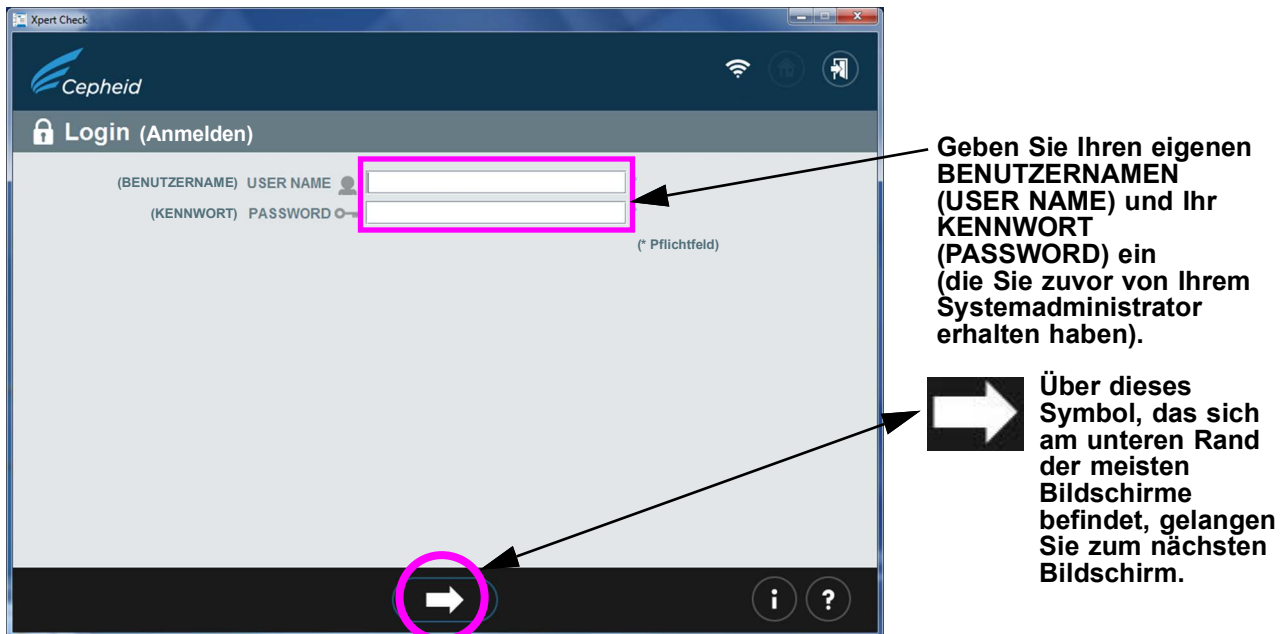 Xpert Check
Cepheid
Login (Anmelden)
(BENUTZERNAME) USER NAME
(KENNWORT) PASSWORD
(* Pflichtfeld)
Geben Sie Ihren eigenen
BENUTZERNAMEN
(USER NAME) und Ihr
KENNWORT
(PASSWORD) ein
(die Sie zuvor von Ihrem
Systemadministrator
erhalten haben).
Über dieses
Symbol, das sich
am unteren Rand
der meisten
Bildschirme
befindet, gelangen
Sie zum nächsten
Bildschirm.
i ?